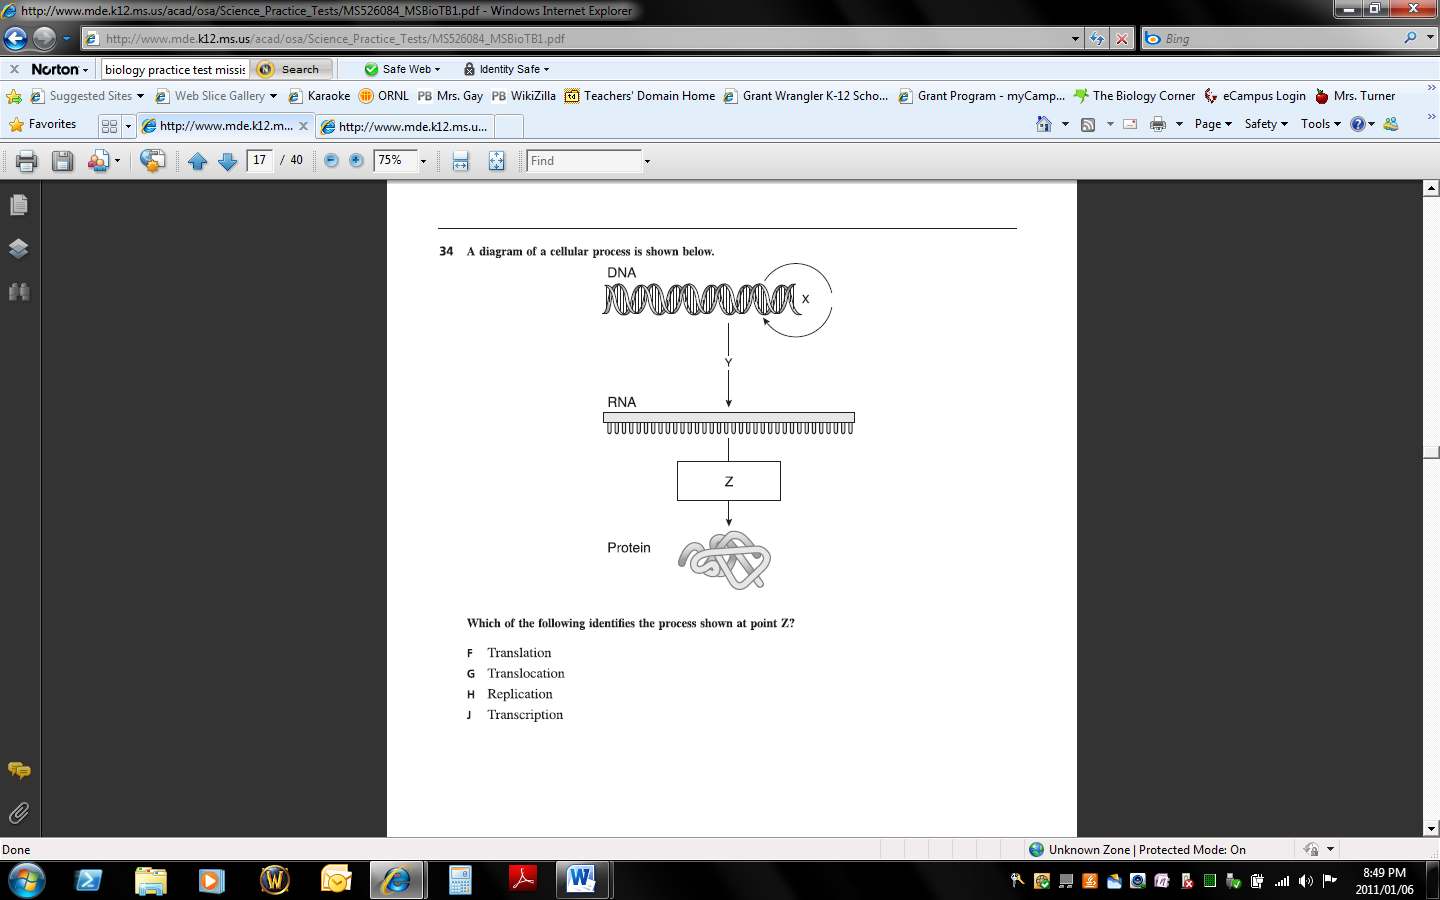 http://www.mde.k12.ms.us/acad/osa/Science_Practice_Tests/MS526084_MSBioTB1.pdf - Windows Internet Explorer
http://www.mde.k12.ms.us/acad/osa/Science_Practice_Tests/MS526084_MSBioTB1.pdf
Bing
X Norton biology practice test missis Search Safe Web Identity Safe
Suggested Sites Web Slice Gallery Karaoke ORNL PB Mrs. Gay PB WikiZilla td Teachers' Domain Home Grant Wrangler K-12 Scho... Grant Program - myCamp... The Biology Corner eCampus Login Mrs. Turner
Favorites http://www.mde.k12.m... http://www.mde.k12.ms.u... Page Safety Tools
17 / 40 75% Find
34 A diagram of a cellular process is shown below.
DNA
X
Y
RNA
Z
Protein
Which of the following identifies the process shown at point Z?
F Translation
G Translocation
H Replication
J Transcription
Done Unknown Zone | Protected Mode: On
8:49 PM
2011/01/06